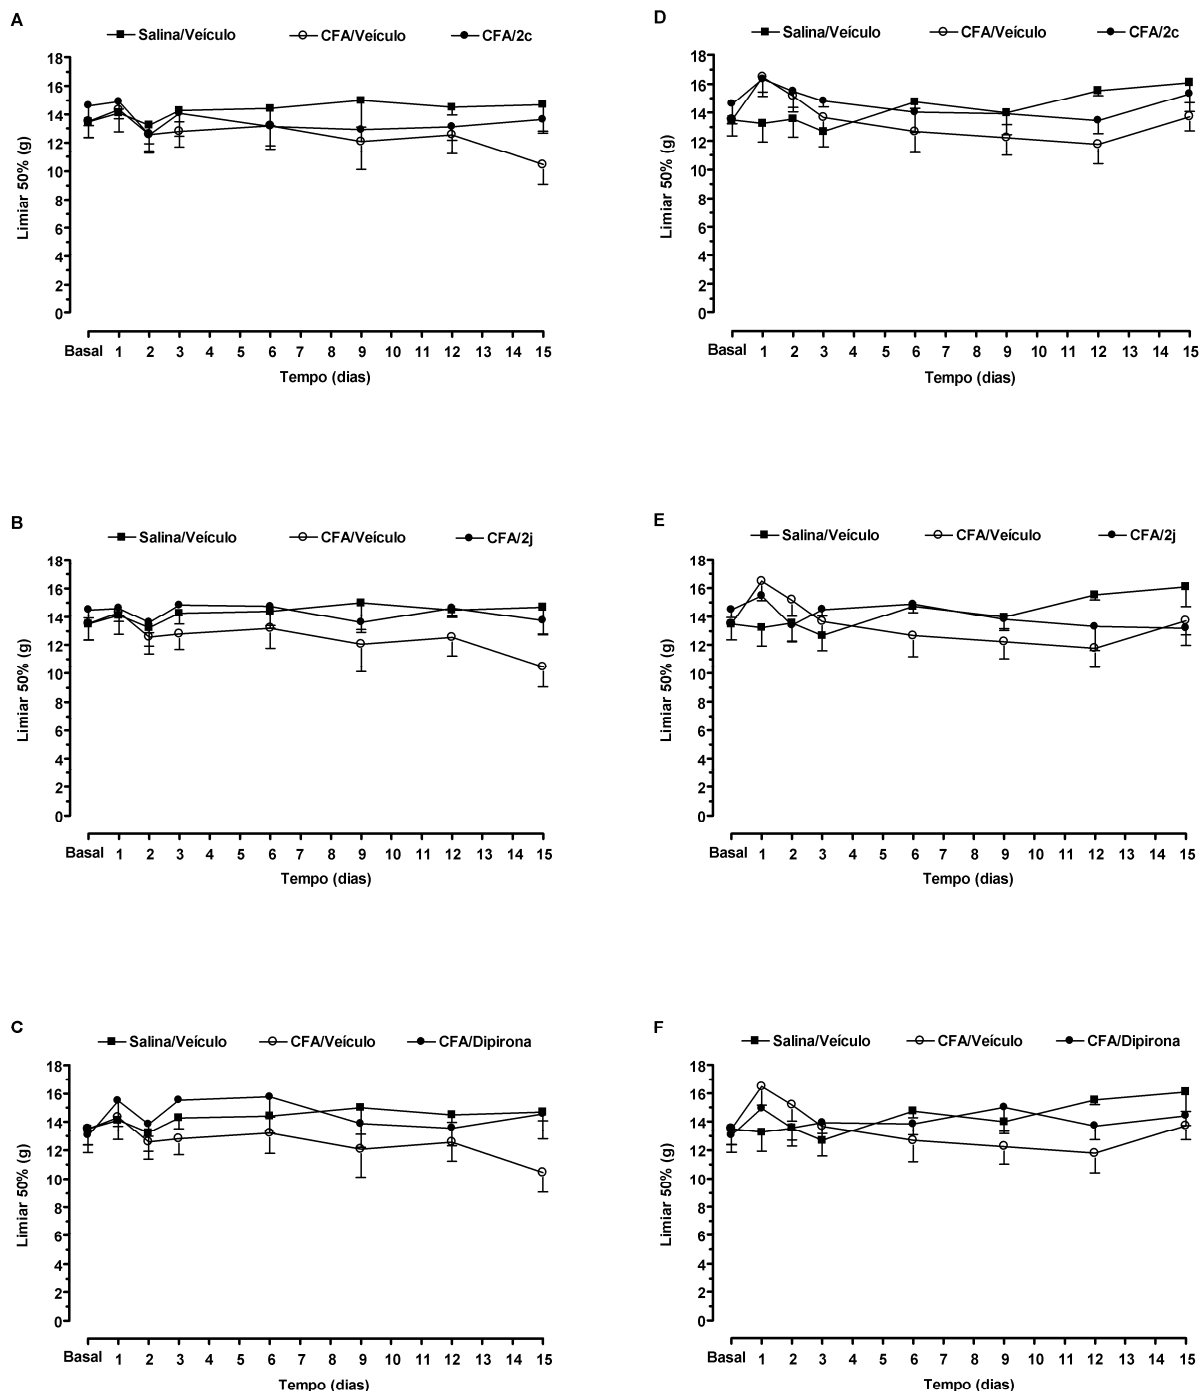 A
Salina/Veículo CFA/Veículo CFA/2c
18
16
14
12
10
8
6
4
2
0
Limiar 50% (g)
Basal 1 2 3 4 5 6 7 8 9 10 11 12 13 14 15
Tempo (dias)
D
Salina/Veículo CFA/Veículo CFA/2c
18
16
14
12
10
8
6
4
2
0
Limiar 50% (g)
Basal 1 2 3 4 5 6 7 8 9 10 11 12 13 14 15
Tempo (dias)
B
Salina/Veículo CFA/Veículo CFA/2j
18
16
14
12
10
8
6
4
2
0
Limiar 50% (g)
Basal 1 2 3 4 5 6 7 8 9 10 11 12 13 14 15
Tempo (dias)
E
Salina/Veículo CFA/Veículo CFA/2j
18
16
14
12
10
8
6
4
2
0
Limiar 50% (g)
Basal 1 2 3 4 5 6 7 8 9 10 11 12 13 14 15
Tempo (dias)
C
Salina/Veículo CFA/Veículo CFA/Dipirona
18
16
14
12
10
8
6
4
2
0
Limiar 50% (g)
Basal 1 2 3 4 5 6 7 8 9 10 11 12 13 14 15
Tempo (dias)
F
Salina/Veículo CFA/Veículo CFA/Dipirona
18
16
14
12
10
8
6
4
2
0
Limiar 50% (g)
Basal 1 2 3 4 5 6 7 8 9 10 11 12 13 14 15
Tempo (dias)